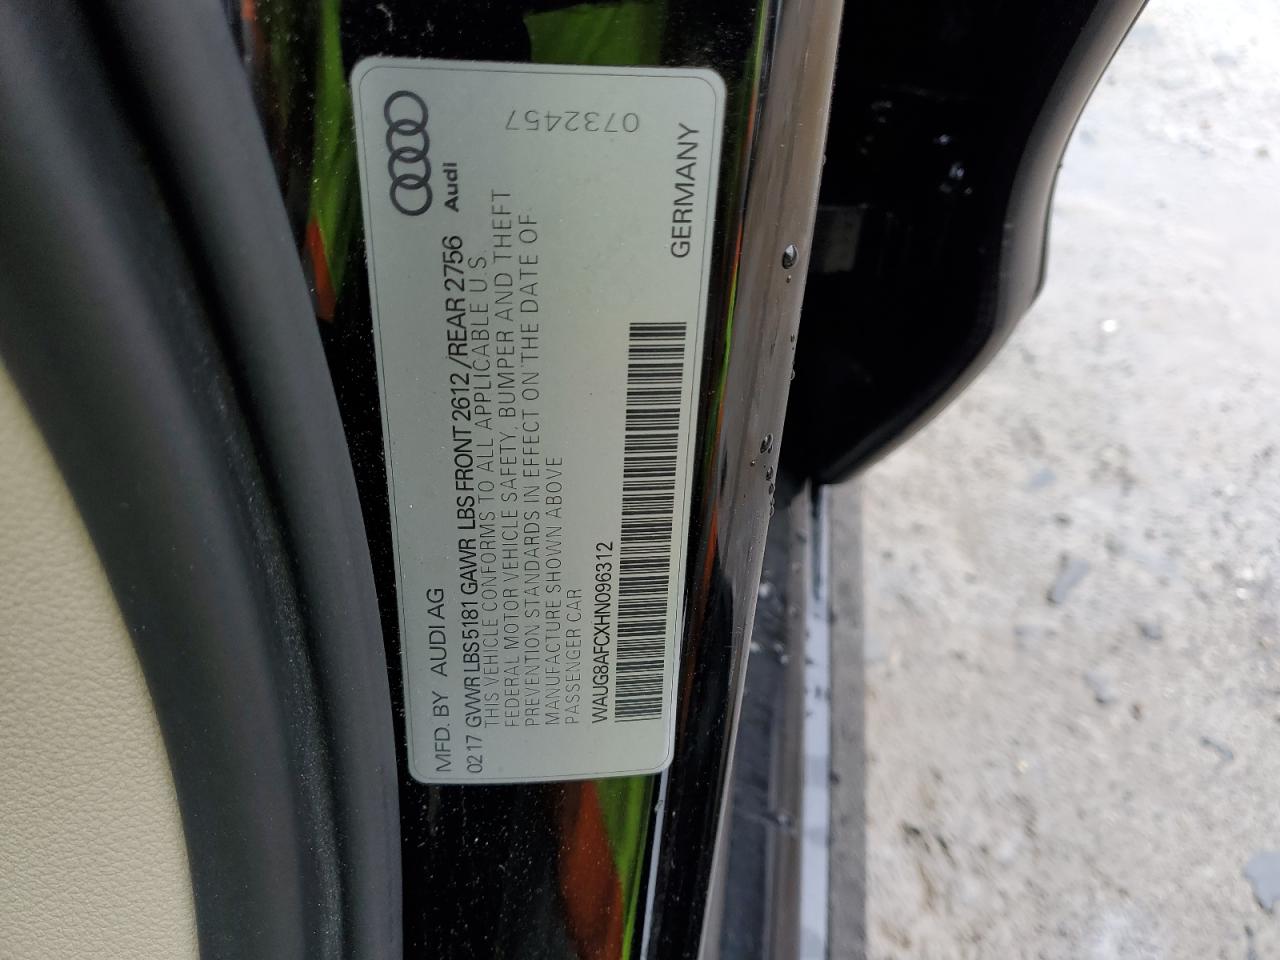 MFD. BY AUDI AG
02 17 GVWR LBS5181 GAWR LBS FRONT 2612 /REAR 2756
THIS VEHICLE CONFORMS TO ALL APPLICABLE U.S.
FEDERAL MOTOR VEHICLE SAFETY, BUMPER AND THEFT
PREVENTION STANDARDS IN EFFECT ON THE DATE OF
MANUFACTURE SHOWN ABOVE
PASSENGER CAR
WAUG8AFCXHN096312
Audi
0732457
GERMANY